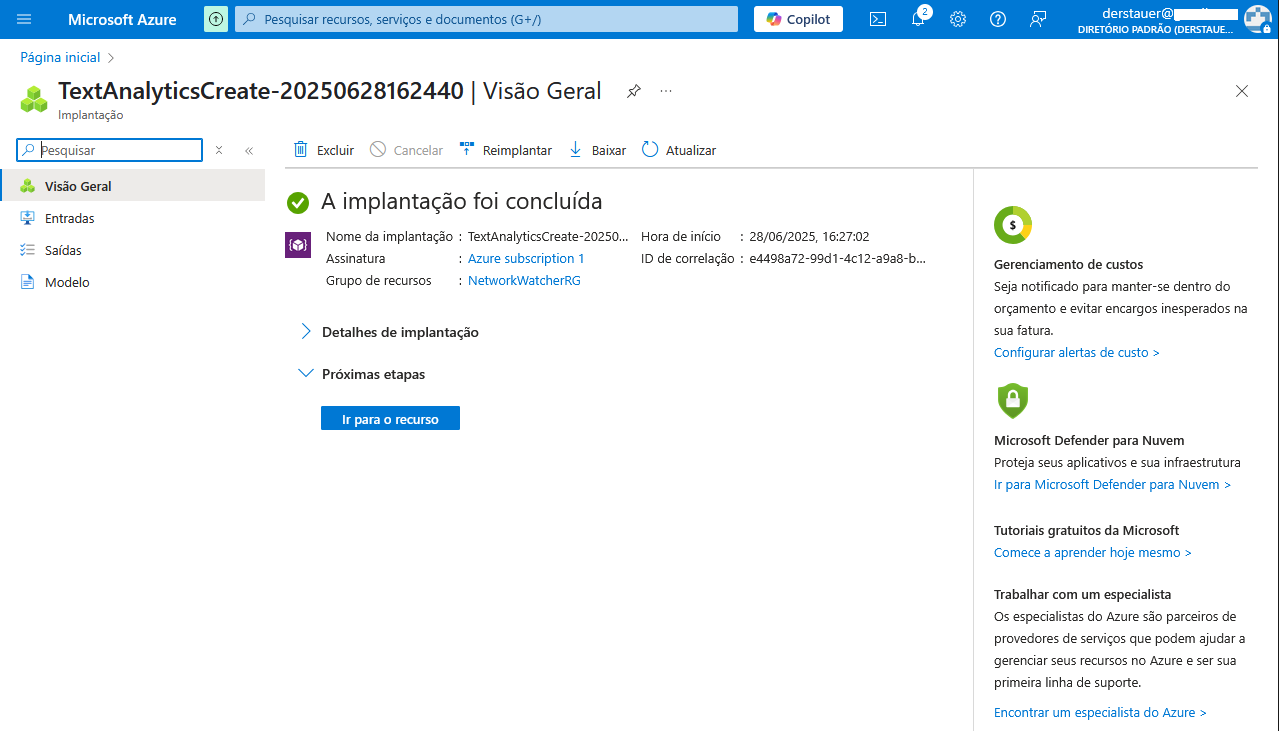 Microsoft Azure
Pesquisar recursos, serviços e documentos (G+/)
Copilot
2
derstauer@
DIRETÓRIO PADRÃO (DERSTAUE...
Página inicial >
TextAnalyticsCreate-20250628162440 | Visão Geral
Implantação
Pesquisar
Excluir
Cancelar
Reimplantar
Baixar
Atualizar
Visão Geral
Entradas
Saídas
Modelo
A implantação foi concluída
Nome da implantação : TextAnalyticsCreate-20250...
Assinatura : Azure subscription 1
Grupo de recursos : NetworkWatcherRG
Hora de início : 28/06/2025, 16:27:02
ID de correlação : e4498a72-99d1-4c12-a9a8-b...
Detalhes de implantação
Próximas etapas
Ir para o recurso
$
Gerenciamento de custos
Seja notificado para manter-se dentro do
orçamento e evitar encargos inesperados na
sua fatura.
Configurar alertas de custo >
Microsoft Defender para Nuvem
Proteja seus aplicativos e sua infraestrutura
Ir para Microsoft Defender para Nuvem >
Tutoriais gratuitos da Microsoft
Comece a aprender hoje mesmo >
Trabalhar com um especialista
Os especialistas do Azure são parceiros de
provedores de serviços que podem ajudar a
gerenciar seus recursos no Azure e ser sua
primeira linha de suporte.
Encontrar um especialista do Azure >